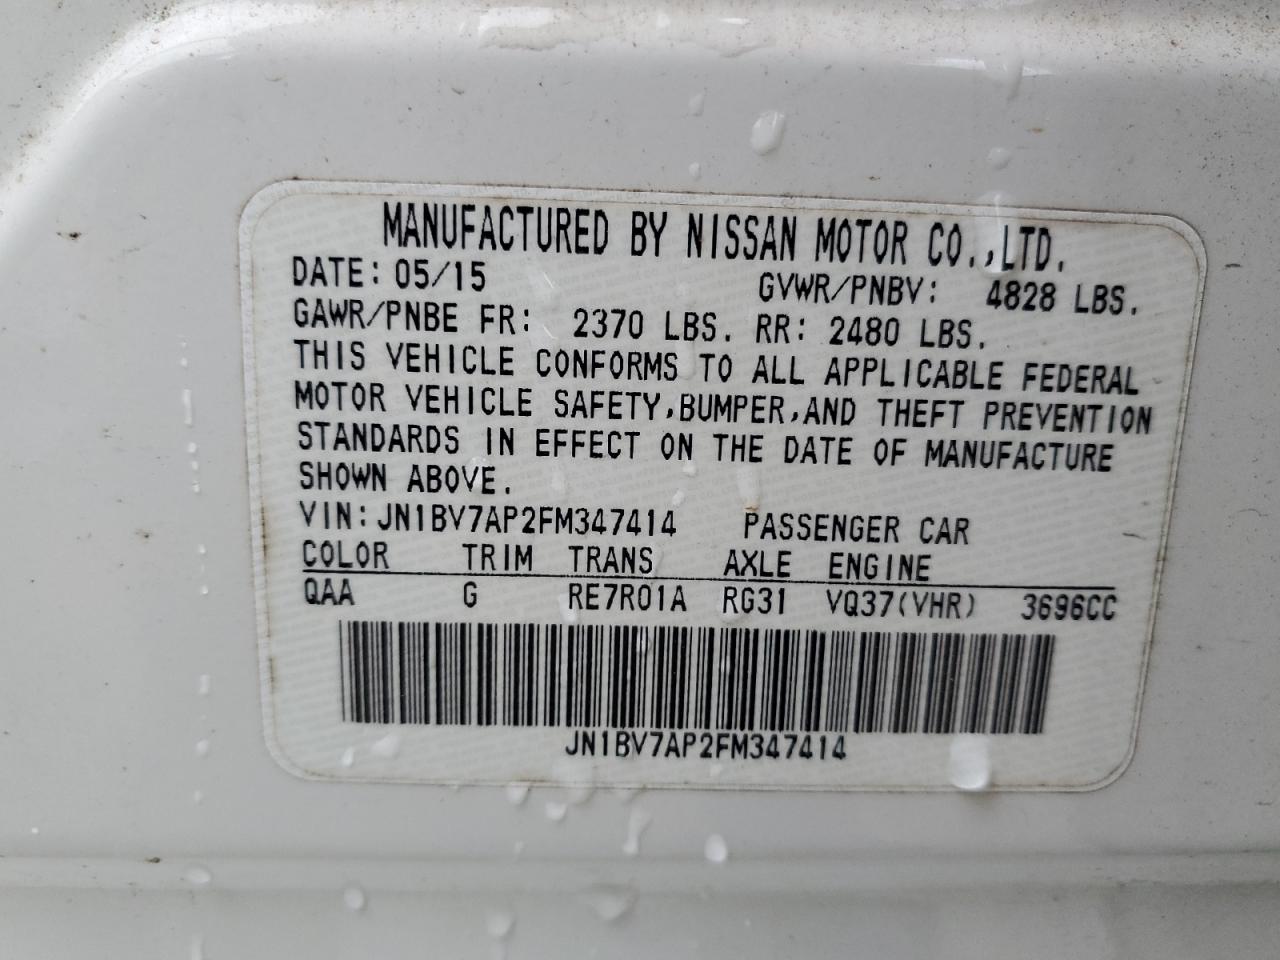 MANUFACTURED BY NISSAN MOTOR CO.,LTD.
DATE: 05/15 GVWR/PNBV: 4828 LBS.
GAWR/PNBE FR: 2370 LBS. RR: 2480 LBS.
THIS VEHICLE CONFORMS TO ALL APPLICABLE FEDERAL
MOTOR VEHICLE SAFETY,BUMPER,AND THEFT PREVENTION
STANDARDS IN EFFECT ON THE DATE OF MANUFACTURE
SHOWN ABOVE.
VIN:JN1BV7AP2FM347414 PASSENGER CAR
COLOR TRIM TRANS AXLE ENGINE
QAA G RE7R01A RG31 VQ37(VHR) 3696CC
JN1BV7AP2FM347414